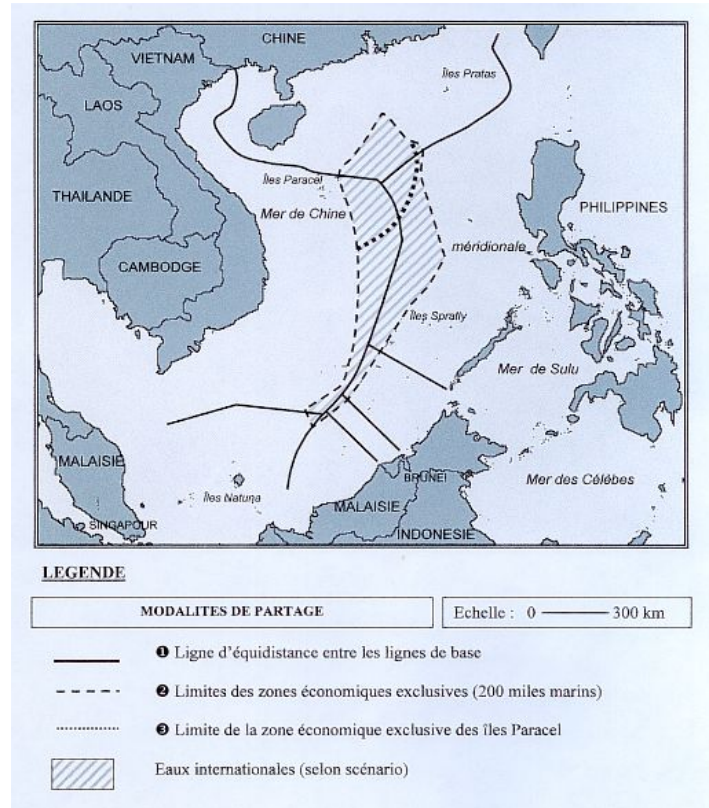 CHINE
VIETNAM
Îles Pratas
LAOS
Îles Paracel
THAILANDE
Mer de Chine
PHILIPPINES
méridionale
CAMBODGE
Îles Spratly
Mer de Sulu
MALAISIE
BRUNEI
Mer des Célèbes
Îles Natuna
MALAISIE
SINGAPOUR
INDONESIE
LEGENDE
MODALITES DE PARTAGE
Echelle : 0 300 km
❶ Ligne d'équidistance entre les lignes de base
❷ Limites des zones économiques exclusives (200 miles marins)
❸ Limite de la zone économique exclusive des îles Paracel
Eaux internationales (selon scénario)